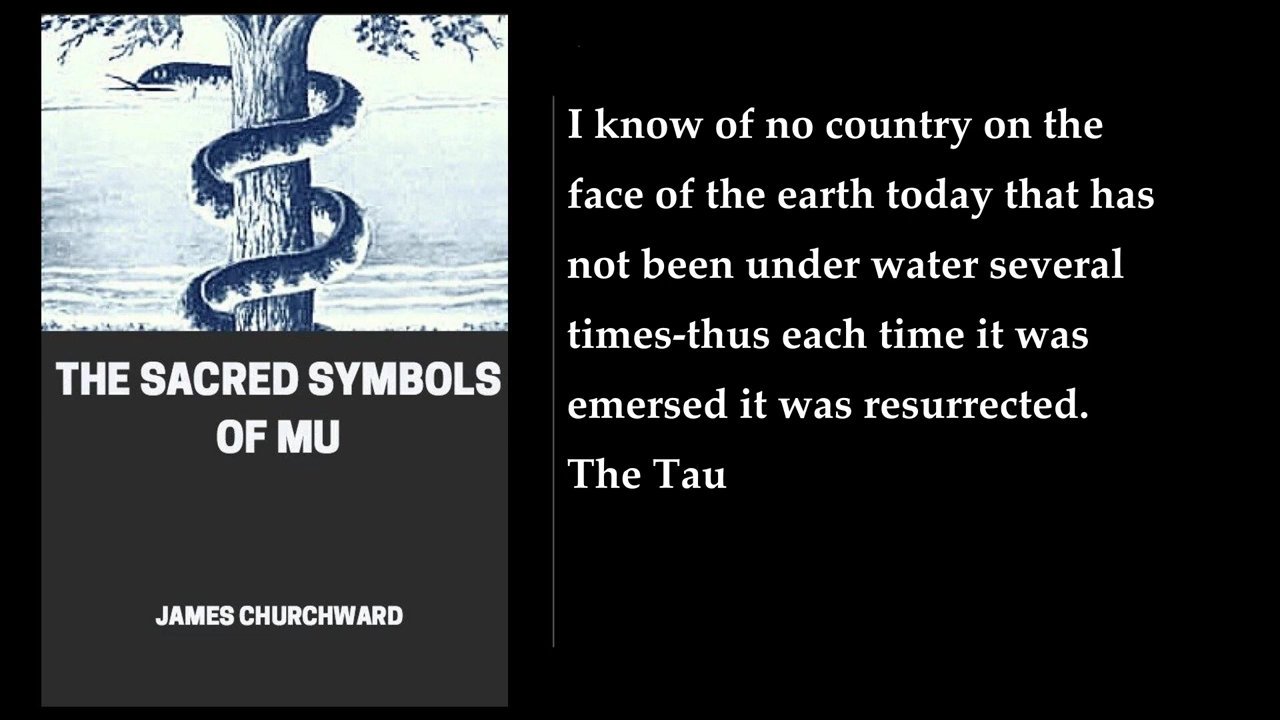 THE SACRED SYMBOLS
OF MU
JAMES CHURCHWARD
I know of no country on the
face of the earth today that has
not been under water several
times-thus each time it was
emersed it was resurrected.
The Tau